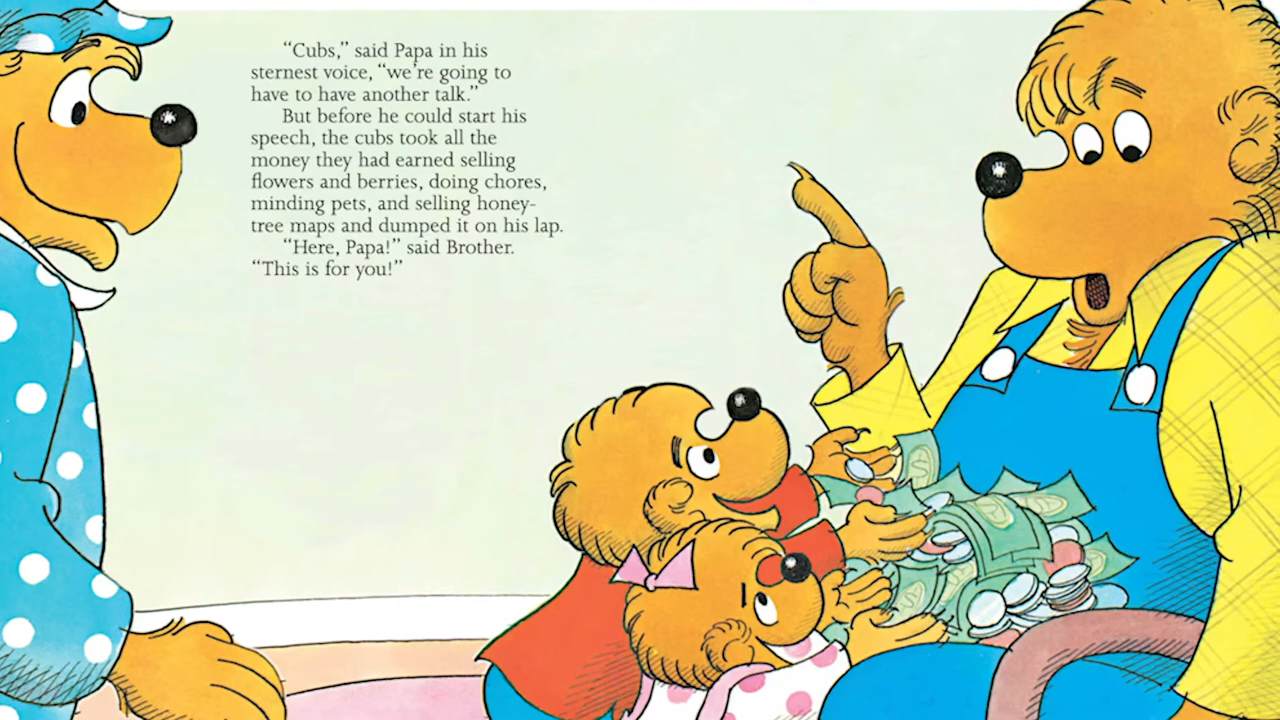 “Cubs,” said Papa in his
sternest voice, “we’re going to
have to have another talk.”
But before he could start his
speech, the cubs took all the
money they had earned selling
flowers and berries, doing chores,
minding pets, and selling honey-
tree maps and dumped it on his lap.
“Here, Papa!” said Brother.
“This is for you!”